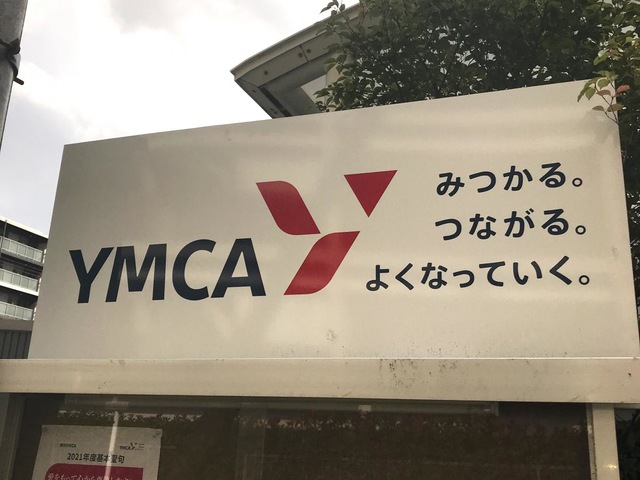 YMCA
みつかる。
つながる。
よくなっていく。
YMCA
2021年度基本聖句